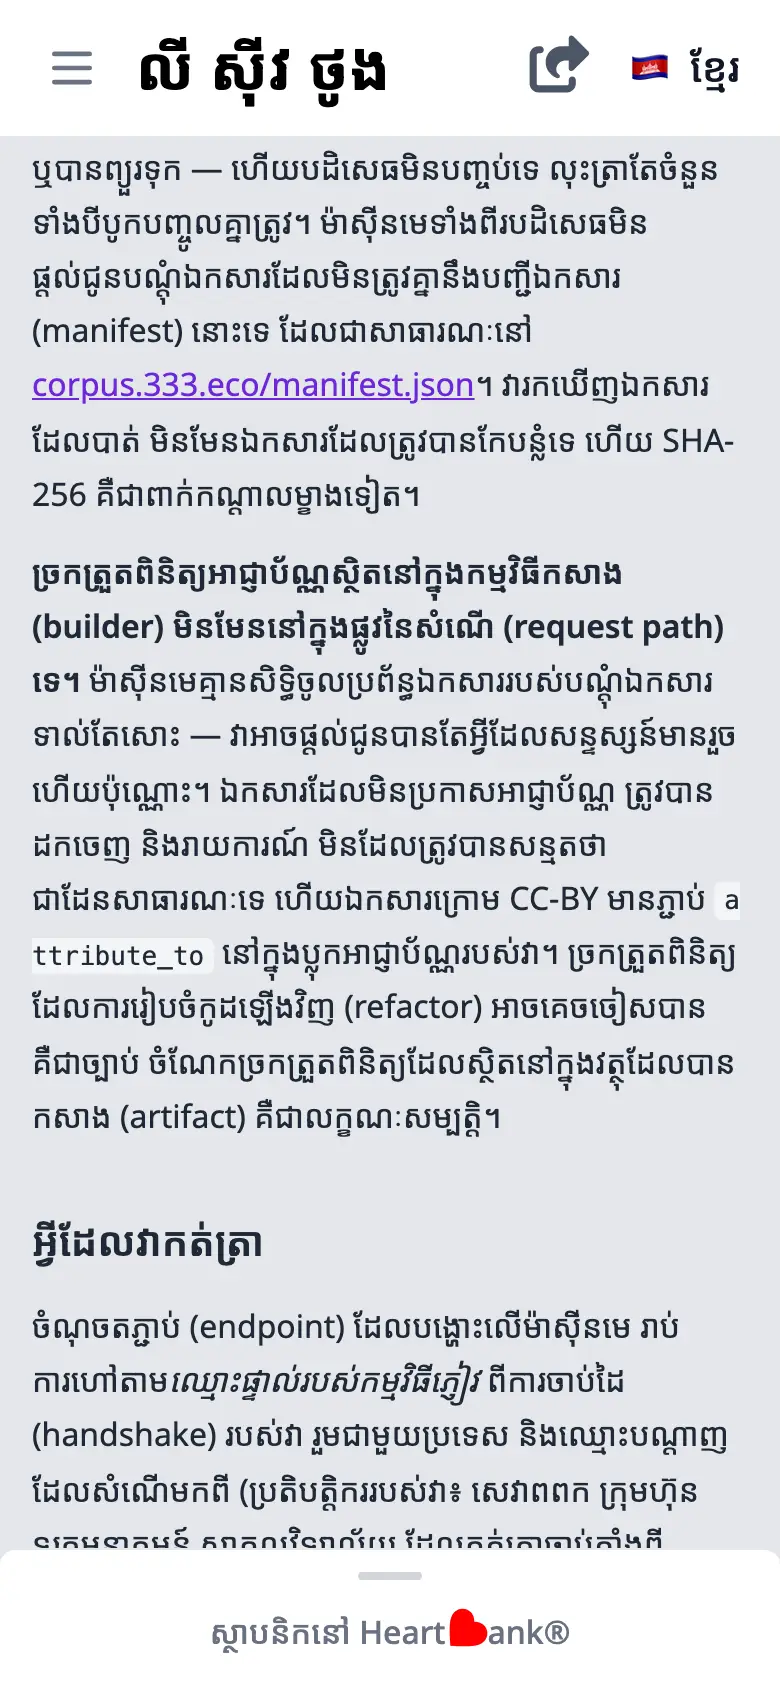 លី ស៊ីវ ថូង
🇰🇭 ខ្មែរ
ឬបានព្យួរទុក — ហើយបដិសេធមិនបញ្ចប់ទេ លុះត្រាតែចំនួន
ទាំងបីបូកបញ្ចូលគ្នាត្រូវ។ ម៉ាស៊ីនមេទាំងពីរបដិសេធមិន
ផ្តល់ជូនបណ្តុំឯកសារដែលមិនត្រូវគ្នានឹងបញ្ជីឯកសារ
(manifest) នោះទេ ដែលជាសាធារណៈនៅ
corpus.333.eco/manifest.json។ វារកឃើញឯកសារ
ដែលបាត់ មិនមែនឯកសារដែលត្រូវបានកែបន្លំទេ ហើយ SHA-
256 គឺជាពាក់កណ្តាលម្ខាងទៀត។
ច្រកត្រួតពិនិត្យអាជ្ញាប័ណ្ណស្ថិតនៅក្នុងកម្មវិធីកសាង
(builder) មិនមែននៅក្នុងផ្លូវនៃសំណើ (request path)
ទេ។ ម៉ាស៊ីនមេគ្មានសិទ្ធិចូលប្រព័ន្ធឯកសាររបស់បណ្តុំឯកសារ
ទាល់តែសោះ — វាអាចផ្តល់ជូនបានតែអ្វីដែលសន្ទស្សន៍មានរួច
ហើយប៉ុណ្ណោះ។ ឯកសារដែលមិនប្រកាសអាជ្ញាប័ណ្ណ ត្រូវបាន
ដកចេញ និងរាយការណ៍ មិនដែលត្រូវបានសន្មតថា
ជាដែនសាធារណៈទេ ហើយឯកសារក្រោម CC-BY មានភ្ជាប់ a
ttribute_to នៅក្នុងប្លុកអាជ្ញាប័ណ្ណរបស់វា។ ច្រកត្រួតពិនិត្យ
ដែលការរៀបចំកូដឡើងវិញ (refactor) អាចគេចចៀសបាន
គឺជាច្បាប់ ចំណែកច្រកត្រួតពិនិត្យដែលស្ថិតនៅក្នុងវត្ថុដែលបាន
កសាង (artifact) គឺជាលក្ខណៈសម្បត្តិ។
អ្វីដែលវាកត់ត្រា
ចំណុចតភ្ជាប់ (endpoint) ដែលបង្ហោះលើម៉ាស៊ីនមេ រាប់
ការហៅតាមឈ្មោះផ្ទាល់របស់កម្មវិធីភ្ញៀវ ពីការចាប់ដៃ
(handshake) របស់វា រួមជាមួយប្រទេស និងឈ្មោះបណ្តាញ
ដែលសំណើមកពី (ប្រតិបត្តិកររបស់វា៖ សេវាពពក ក្រុមហ៊ុន
ស្ថាបនិកនៅ Heart❤ank®